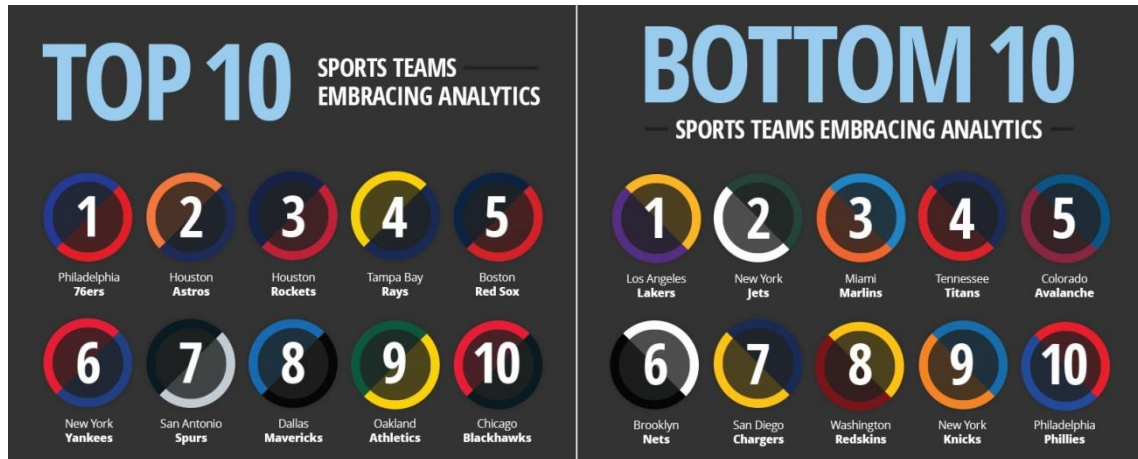 TOP 10
SPORTS TEAMS
EMBRACING ANALYTICS
1
Philadelphia
76ers
2
Houston
Astros
3
Houston
Rockets
4
Tampa Bay
Rays
5
Boston
Red Sox
6
New York
Yankees
7
San Antonio
Spurs
8
Dallas
Mavericks
9
Oakland
Athletics
10
Chicago
Blackhawks
BOTTOM 10
SPORTS TEAMS EMBRACING ANALYTICS
1
Los Angeles
Lakers
2
New York
Jets
3
Miami
Marlins
4
Tennessee
Titans
5
Colorado
Avalanche
6
Brooklyn
Nets
7
San Diego
Chargers
8
Washington
Redskins
9
New York
Knicks
10
Philadelphia
Phillies